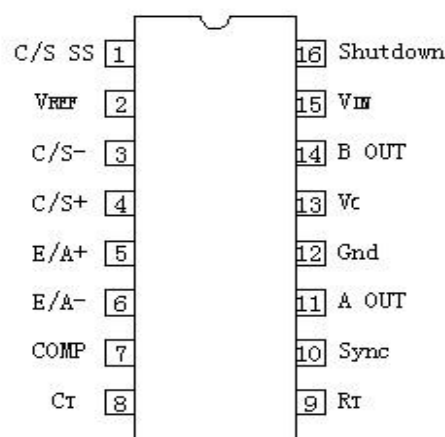 C/S SS 1 16 Shutdown
VREF 2 15 VIN
C/S- 3 14 B OUT
C/S+ 4 13 VC
E/A+ 5 12 Gnd
E/A- 6 11 A OUT
COMP 7 10 Sync
CT 8 9 RT